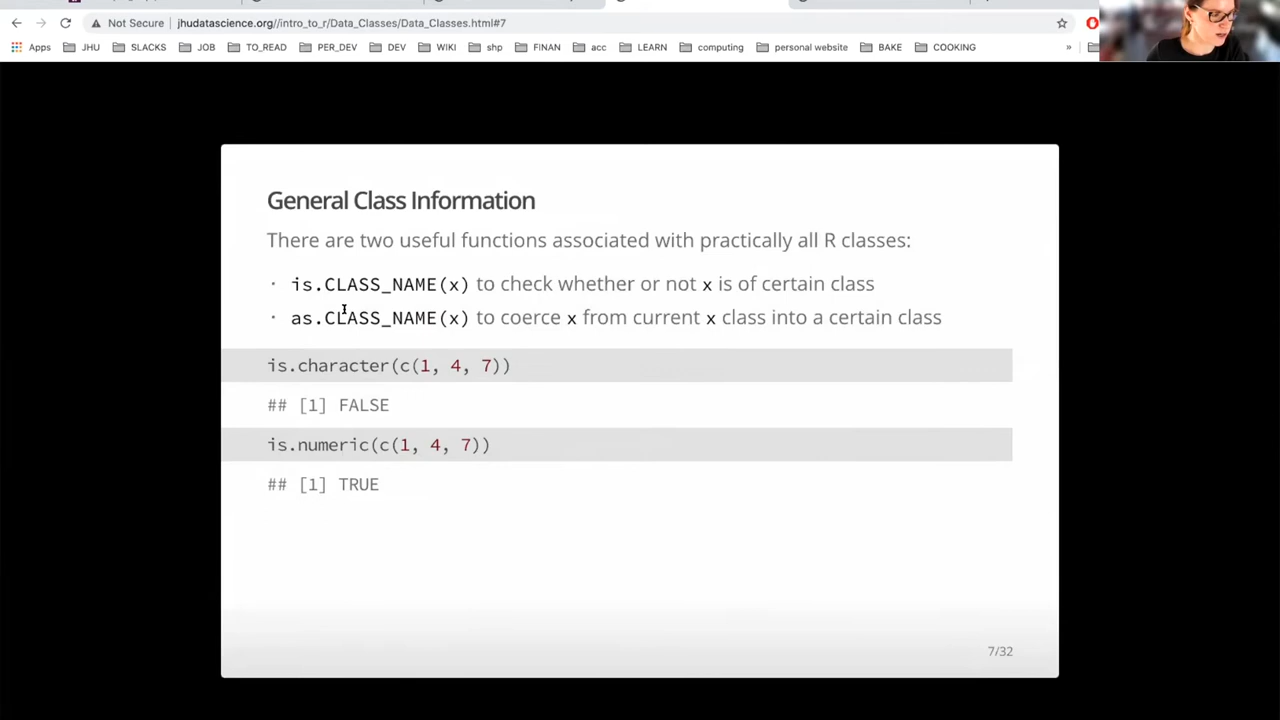 Not Secure | jhudatascience.org//intro_to_r/Data_Classes/Data_Classes.html#7
Apps JHU SLACKS JOB TO_READ PER_DEV DEV WIKI shp FINAN acc LEARN computing personal website BAKE COOKING »
General Class Information
There are two useful functions associated with practically all R classes:
· is.CLASS_NAME(x) to check whether or not x is of certain class
· as.CLASS_NAME(x) to coerce x from current x class into a certain class
is.character(c(1, 4, 7))
## [1] FALSE
is.numeric(c(1, 4, 7))
## [1] TRUE
7/32